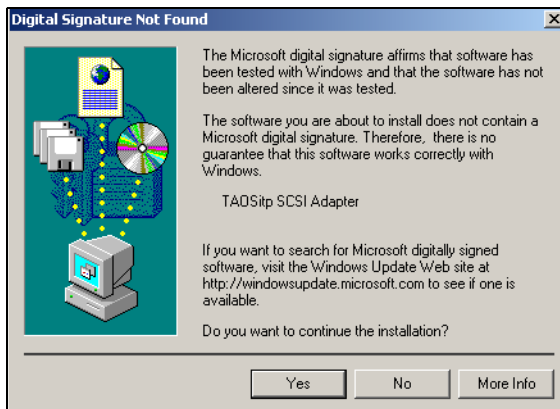 Digital Signature Not Found
The Microsoft digital signature affirms that software has
been tested with Windows and that the software has not
been altered since it was tested.
The software you are about to install does not contain a
Microsoft digital signature. Therefore, there is no
guarantee that this software works correctly with
Windows.
TAOSitp SCSI Adapter
If you want to search for Microsoft digitally signed
software, visit the Windows Update Web site at
http://windowsupdate.microsoft.com to see if one is
available.
Do you want to continue the installation?
Yes
No
More Info